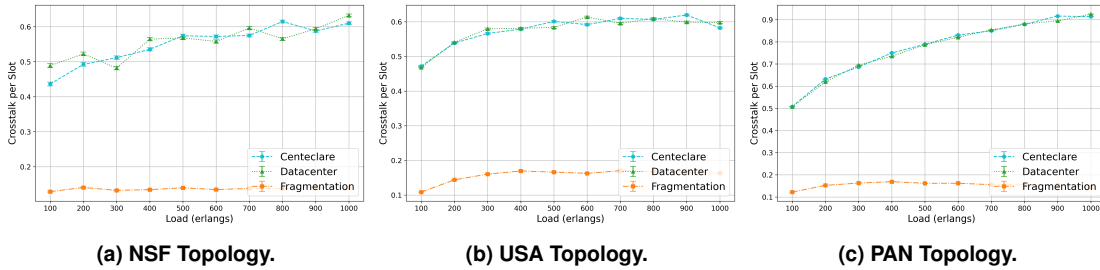 Crosstalk per Slot
0.6
0.5
0.4
0.3
0.2
100 200 300 400 500 600 700 800 900 1000
Load (erlangs)
Centeclare
Datacenter
Fragmentation
(a) NSF Topology.
Crosstalk per Slot
0.6
0.5
0.4
0.3
0.2
0.1
100 200 300 400 500 600 700 800 900 1000
Load (erlangs)
Centeclare
Datacenter
Fragmentation
(b) USA Topology.
Crosstalk per Slot
0.9
0.8
0.7
0.6
0.5
0.4
0.3
0.2
0.1
100 200 300 400 500 600 700 800 900 1000
Load (erlangs)
Centeclare
Datacenter
Fragmentation
(c) PAN Topology.